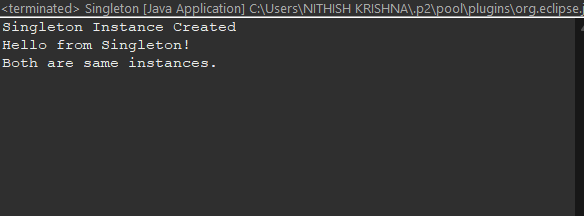 <terminated> Singleton [Java Application] C:\Users\NITHISH KRISHNA\.p2\pool\plugins\org.eclipse.j
Singleton Instance Created
Hello from Singleton!
Both are same instances.